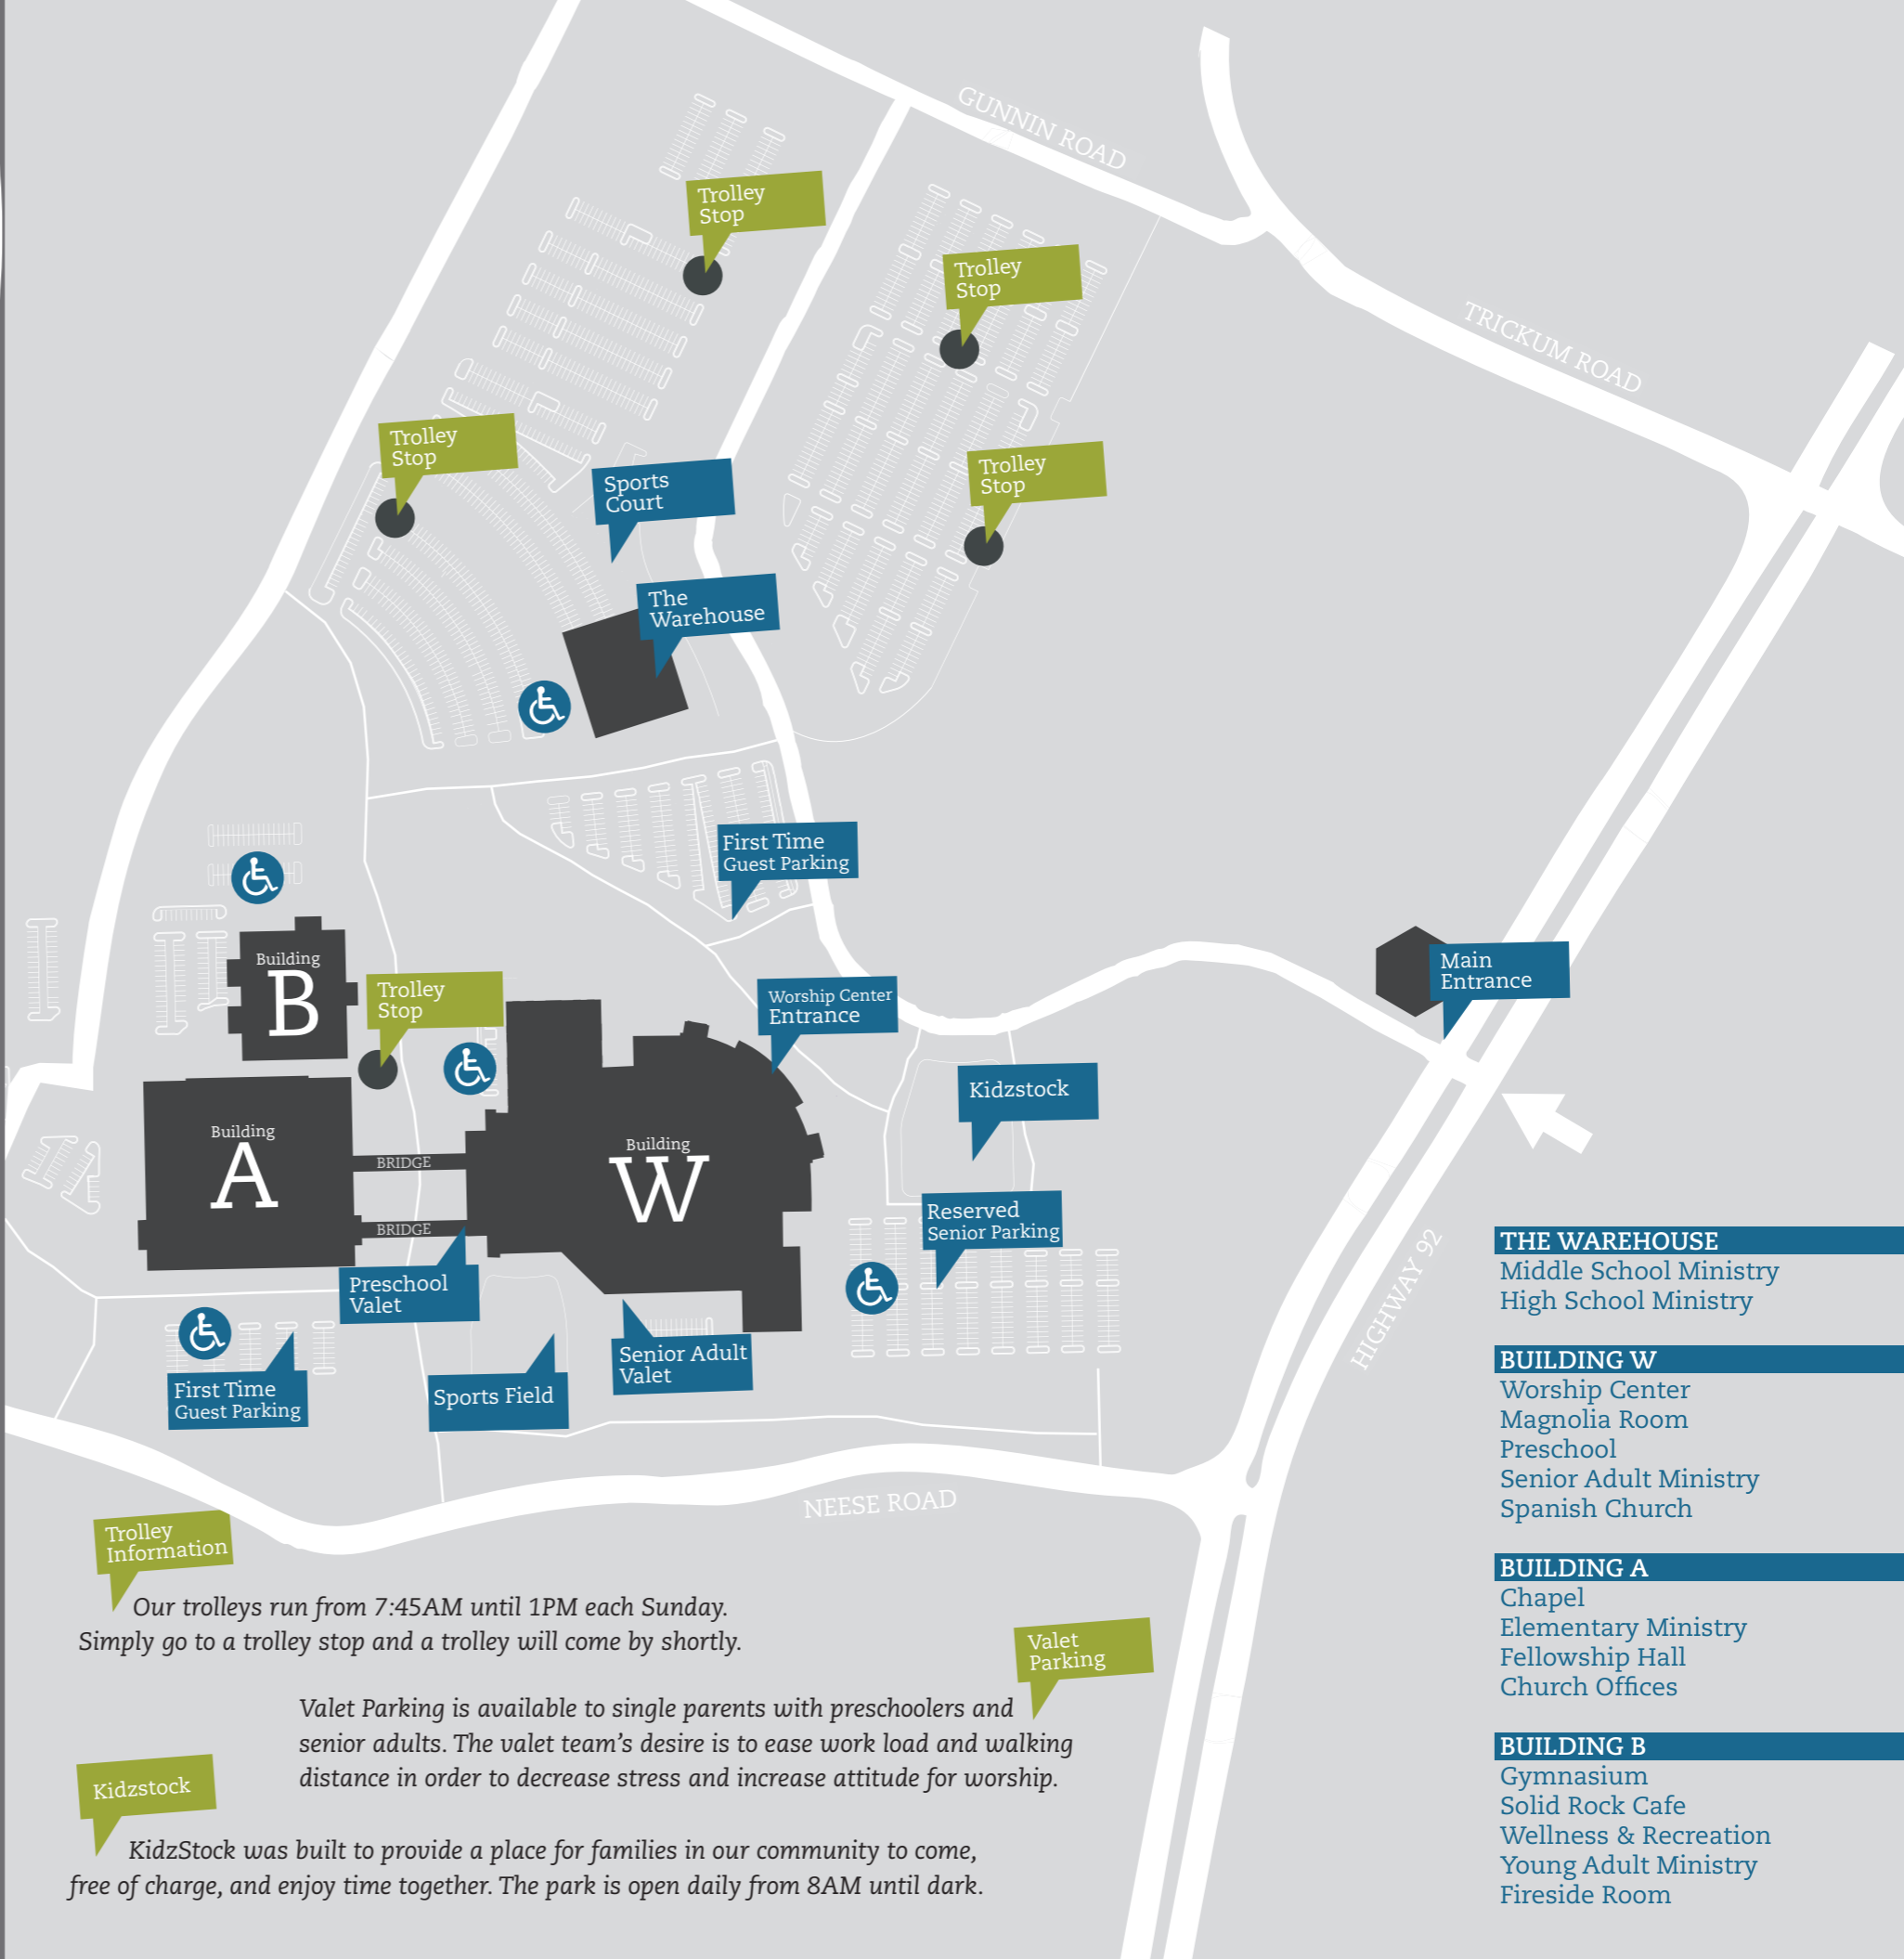 GUNNIN ROAD
Trolley
Stop
Trolley
Stop
TRICKUM ROAD
Trolley
Stop
Trolley
Stop
Sports
Court
The
Warehouse
First Time
Guest Parking
Building
B
Trolley
Stop
Worship Center
Entrance
Main
Entrance
Kidzstock
Building
A
BRIDGE
BRIDGE
Building
W
Reserved
Senior Parking
Preschool
Valet
Senior Adult
Valet
First Time
Guest Parking
Sports Field
HIGHWAY 92
NEESE ROAD
THE WAREHOUSE
Middle School Ministry
High School Ministry
BUILDING W
Worship Center
Magnolia Room
Preschool
Senior Adult Ministry
Spanish Church
BUILDING A
Chapel
Elementary Ministry
Fellowship Hall
Church Offices
BUILDING B
Gymnasium
Solid Rock Cafe
Wellness & Recreation
Young Adult Ministry
Fireside Room
Trolley
Information
Our trolleys run from 7:45AM until 1PM each Sunday.
Simply go to a trolley stop and a trolley will come by shortly.
Valet
Parking
Valet Parking is available to single parents with preschoolers and
senior adults. The valet team's desire is to ease work load and walking
distance in order to decrease stress and increase attitude for worship.
Kidzstock
KidzStock was built to provide a place for families in our community to come,
free of charge, and enjoy time together. The park is open daily from 8AM until dark.